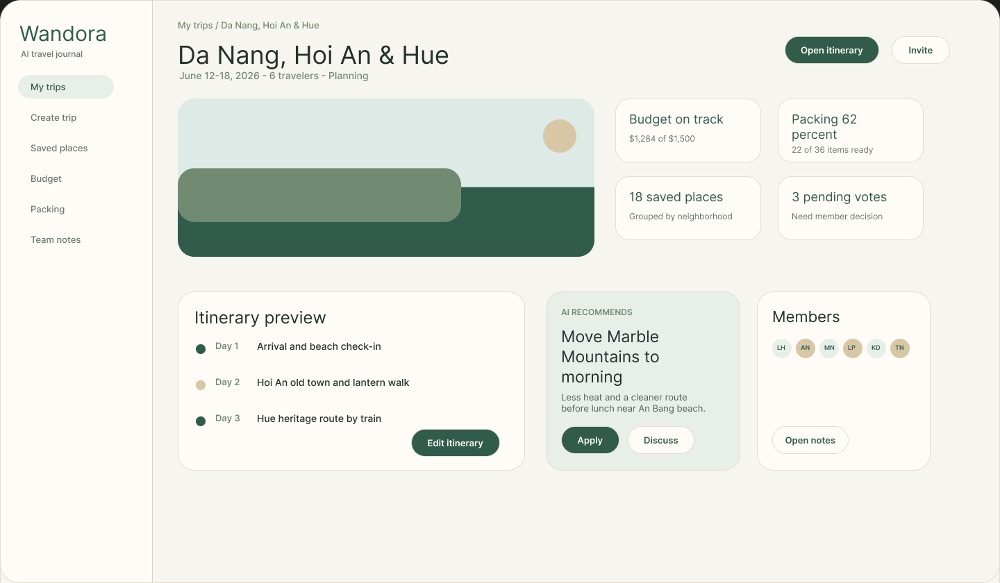 Wandora
AI travel journal
My trips
Create trip
Saved places
Budget
Packing
Team notes
My trips / Da Nang, Hoi An & Hue
Da Nang, Hoi An & Hue
June 12-18, 2026 - 6 travelers - Planning
Open itinerary
Invite
Budget on track
$1,284 of $1,500
Packing 62
percent
22 of 36 items ready
18 saved places
Grouped by neighborhood
3 pending votes
Need member decision
Itinerary preview
Day 1 Arrival and beach check-in
Day 2 Hoi An old town and lantern walk
Day 3 Hue heritage route by train
Edit itinerary
AI RECOMMENDS
Move Marble
Mountains to
morning
Less heat and a cleaner route
before lunch near An Bang beach.
Apply
Discuss
Members
LH AN MN LP KD TN
Open notes